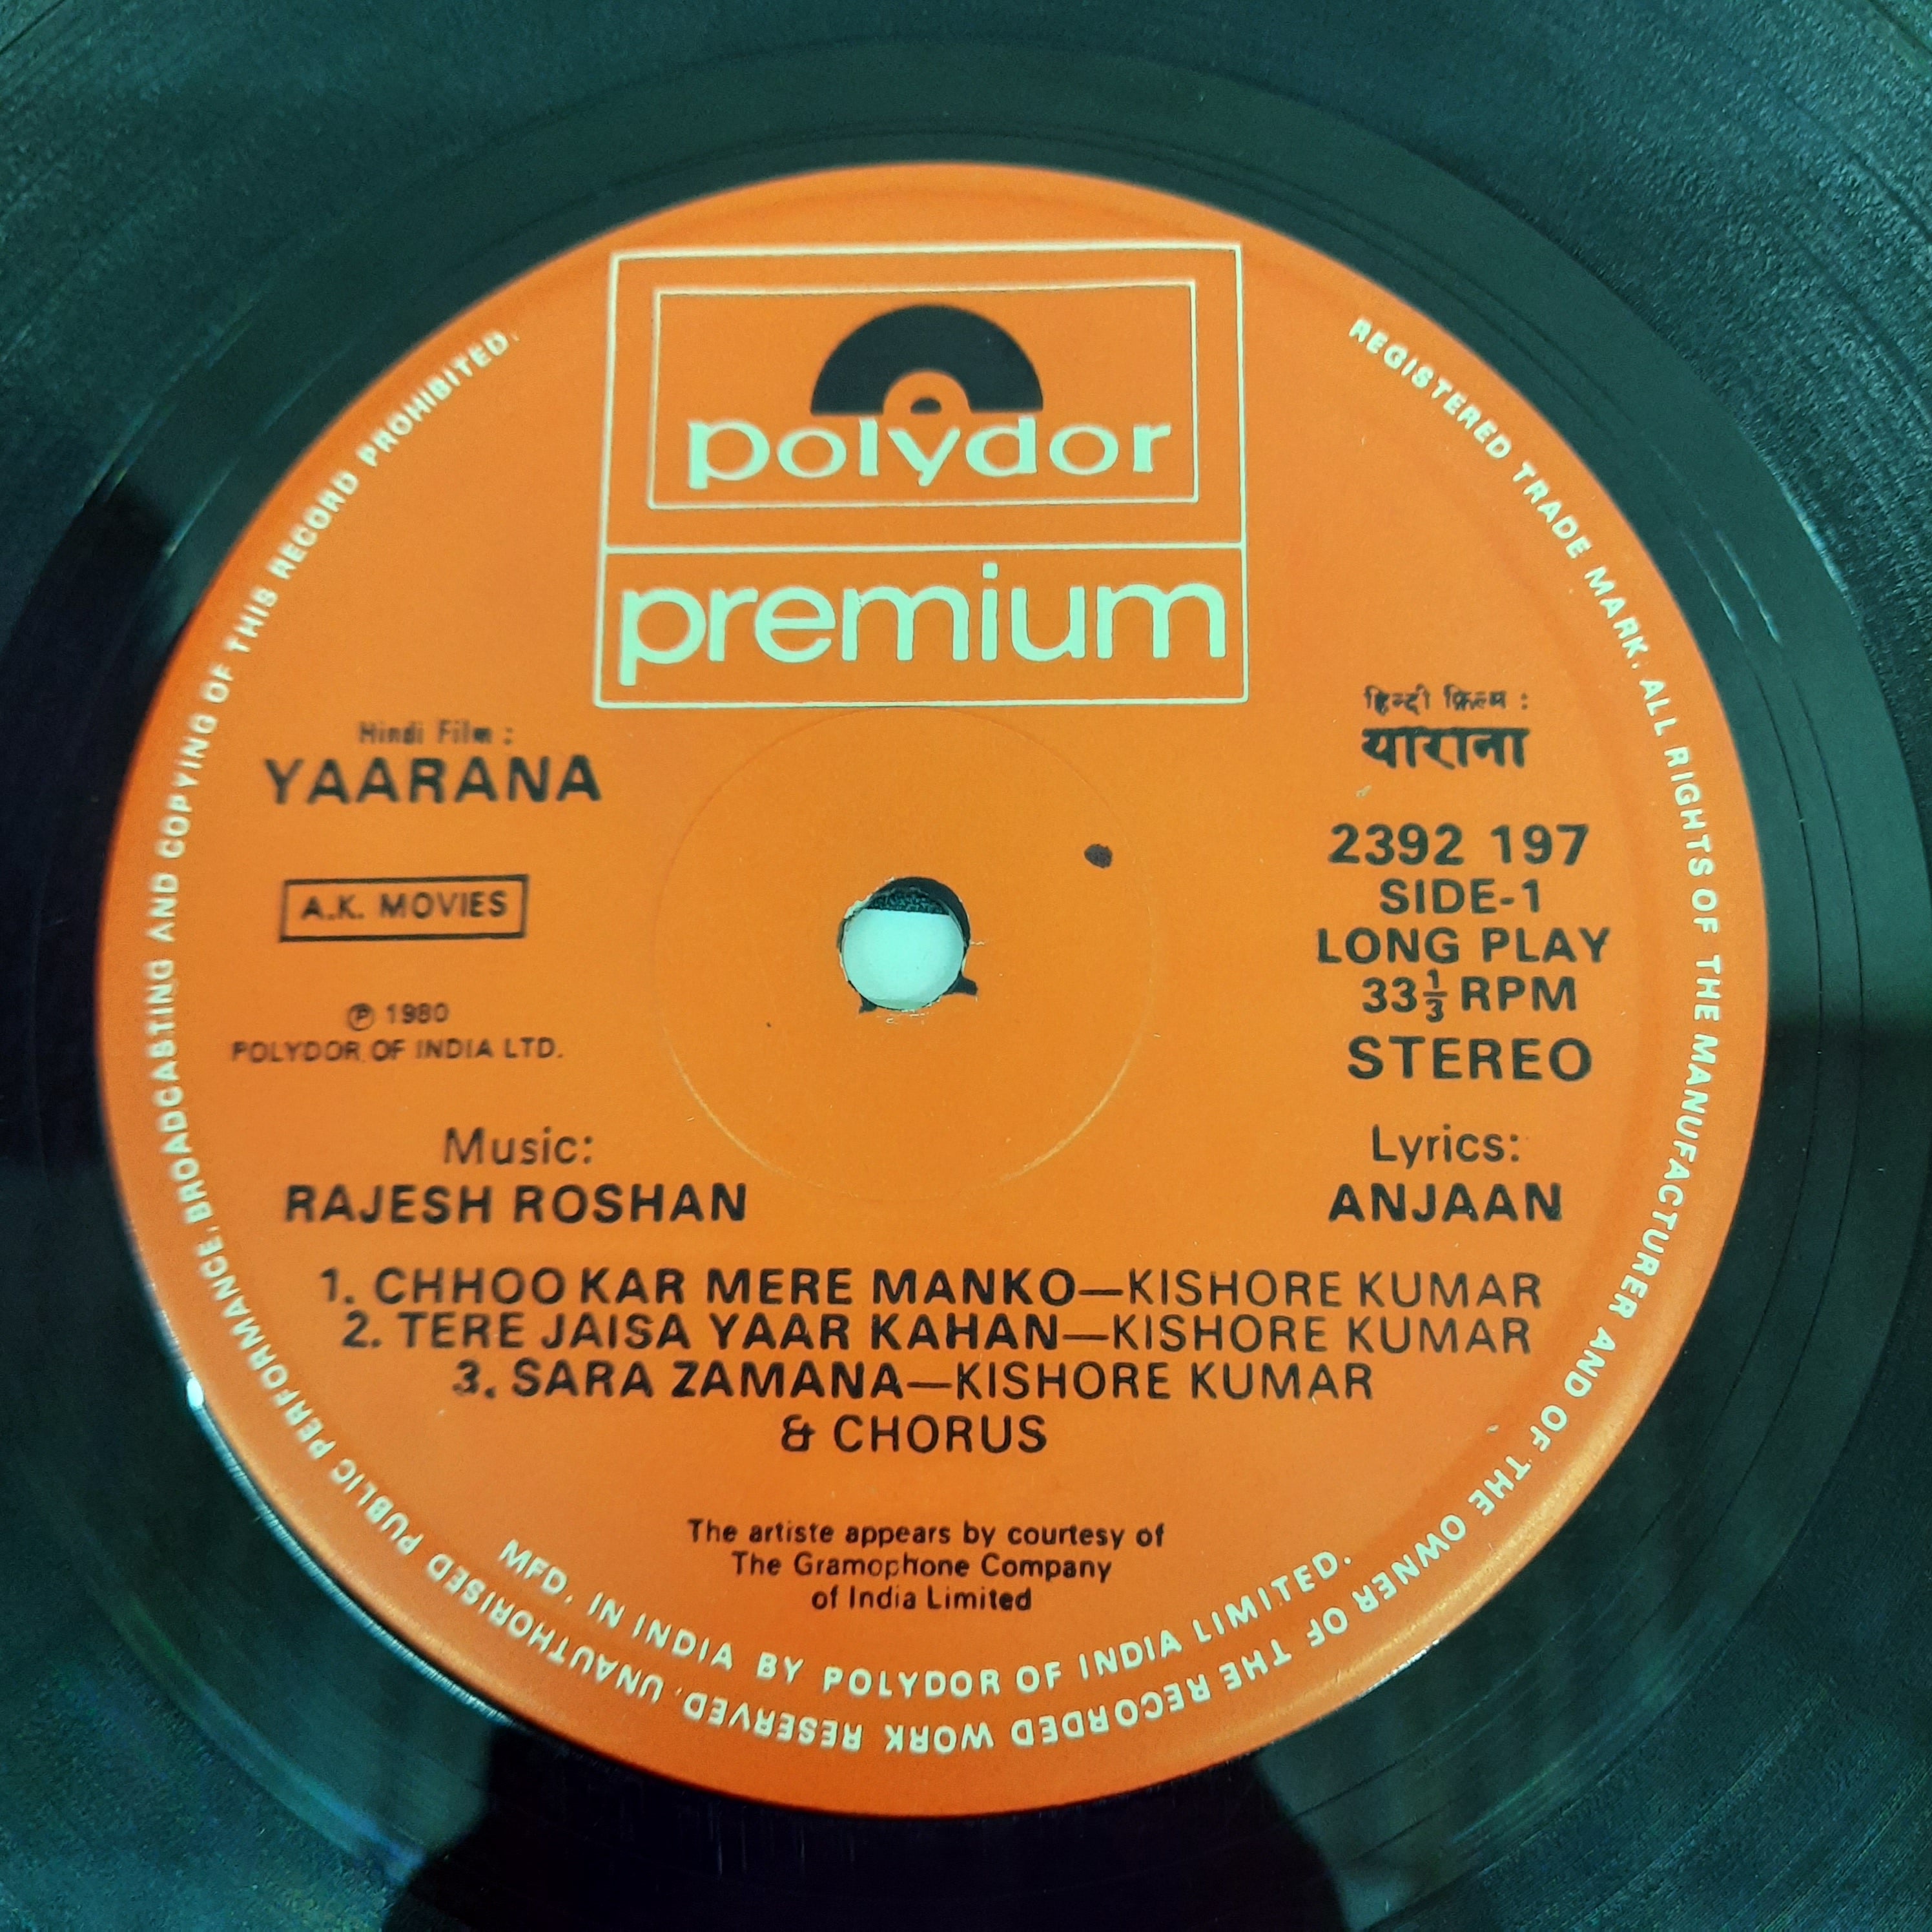 polydor
premium
Hindi Film :
YAARANA
A.K. MOVIES
Ⓟ 1980
POLYDOR OF INDIA LTD.
हिन्दी फ़िल्म :
याराना
2392 197
SIDE-1
LONG PLAY
33⅓ RPM
STEREO
Music:
RAJESH ROSHAN
Lyrics:
ANJAAN
1. CHHOO KAR MERE MANKO—KISHORE KUMAR
2. TERE JAISA YAAR KAHAN—KISHORE KUMAR
3. SARA ZAMANA—KISHORE KUMAR
& CHORUS
The artiste appears by courtesy of
The Gramophone Company
of India Limited
MFD. IN INDIA BY POLYDOR OF INDIA LIMITED.
REGISTERED TRADE MARK. ALL RIGHTS OF THE MANUFACTURER AND OF THE OWNER OF THE RECORDED WORK RESERVED. UNAUTHORISED PUBLIC PERFORMANCE, BROADCASTING AND COPYING OF THIS RECORD PROHIBITED.